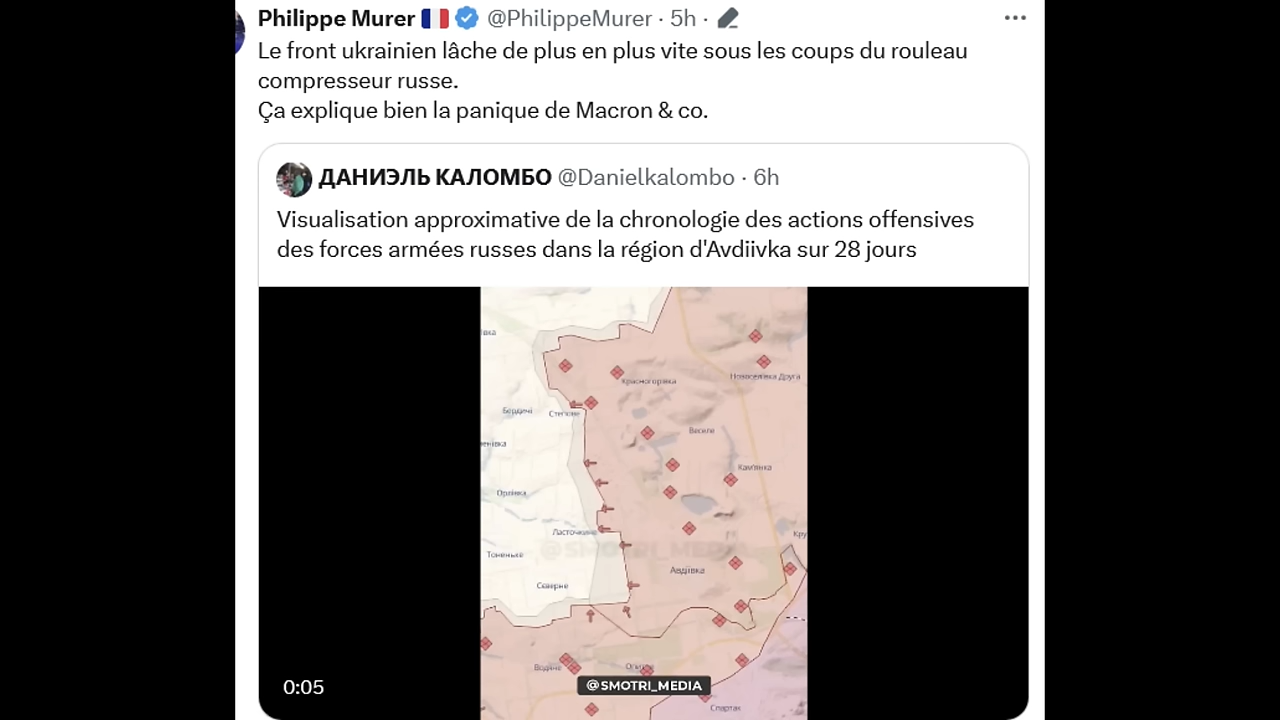 Philippe Murer @PhilippeMurer · 5h ·
Le front ukrainien lâche de plus en plus vite sous les coups du rouleau
compresseur russe.
Ça explique bien la panique de Macron & co.
ДАНИЭЛЬ КАЛОМБО @Danielkalombo · 6h
Visualisation approximative de la chronologie des actions offensives
des forces armées russes dans la région d'Avdiivka sur 28 jours
Новоселівка Друга
Красногорівка
Бердичі
Степове
Веселе
Кам'янка
Орлівка
Ласточкине
@SMOTRI_MEDIA
Тоненьке
Авдіївка
Сєверне
Водяне
Опитне
@SMOTRI_MEDIA
0:05
Спартак